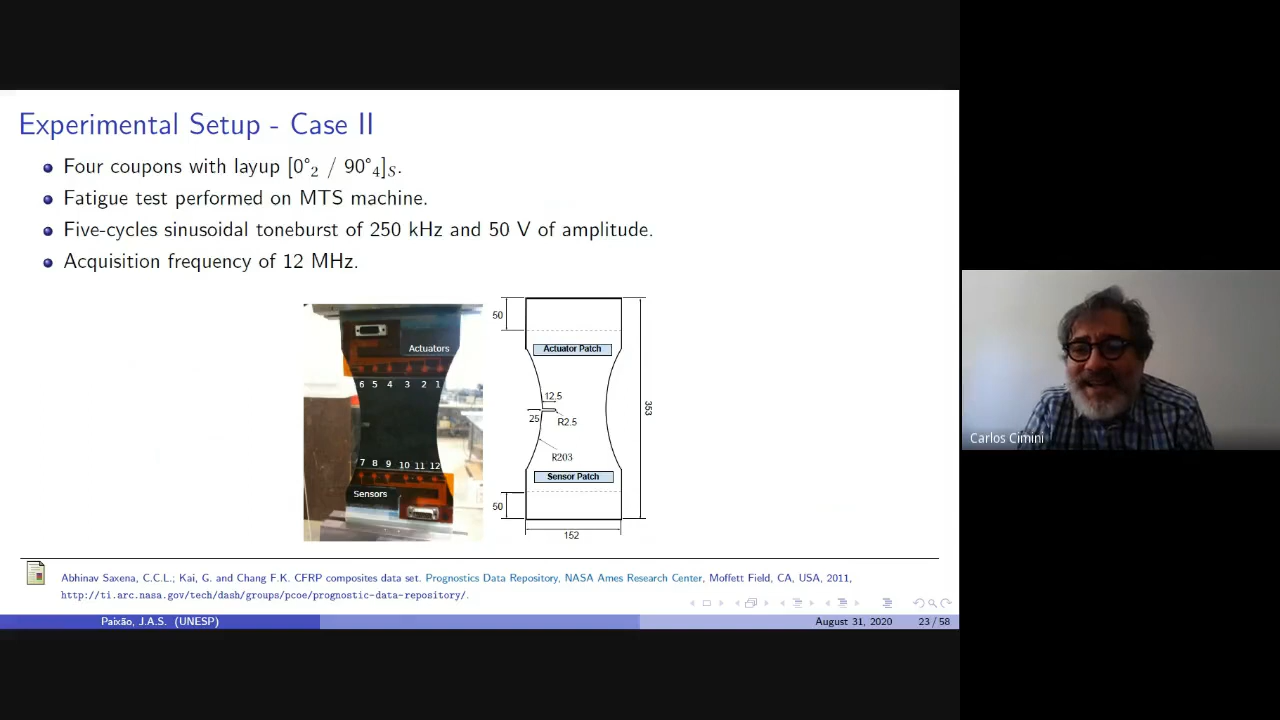 Experimental Setup - Case II
Four coupons with layup [0°₂ / 90°₄]S.
Fatigue test performed on MTS machine.
Five-cycles sinusoidal toneburst of 250 kHz and 50 V of amplitude.
Acquisition frequency of 12 MHz.
Actuators
6 5 4 3 2 1
7 8 9 10 11 12
Sensors
50
Actuator Patch
12.5
25
R2.5
353
R203
Sensor Patch
50
152
Carlos Cimini
Abhinav Saxena, C.C.L.; Kai, G. and Chang F.K. CFRP composites data set. Prognostics Data Repository, NASA Ames Research Center, Moffett Field, CA, USA, 2011,
http://ti.arc.nasa.gov/tech/dash/groups/pcoe/prognostic-data-repository/.
Paixão, J.A.S. (UNESP) August 31, 2020 23 / 58